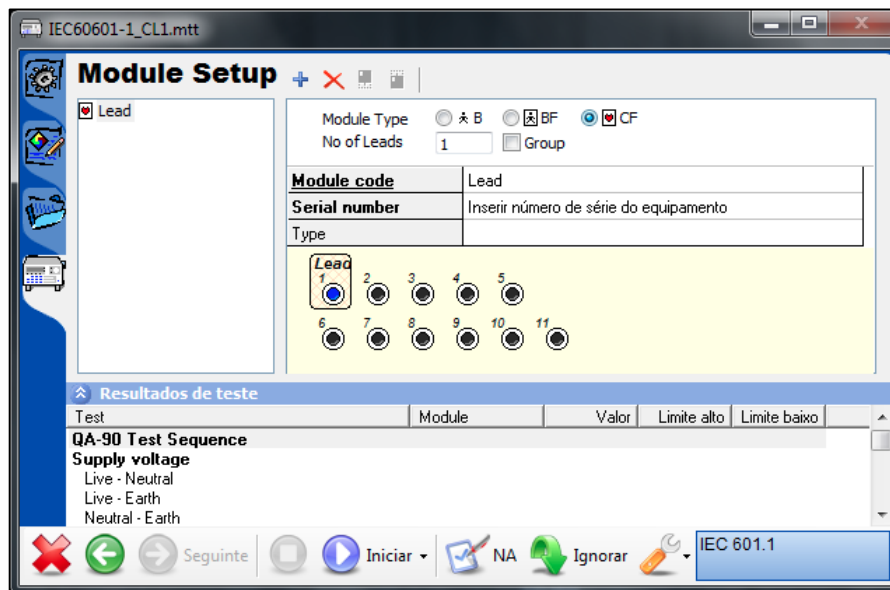 IEC60601-1_CL1.mtt
Module Setup
Lead
Module Type B BF CF
No of Leads 1 Group
Module code Lead
Serial number Inserir número de série do equipamento
Type
Lead
1 2 3 4 5
6 7 8 9 10 11
Resultados de teste
Test Module Valor Limite alto Limite baixo
QA-90 Test Sequence
Supply voltage
Live - Neutral
Live - Earth
Neutral - Earth
Seguinte Iniciar NA Ignorar IEC 601.1